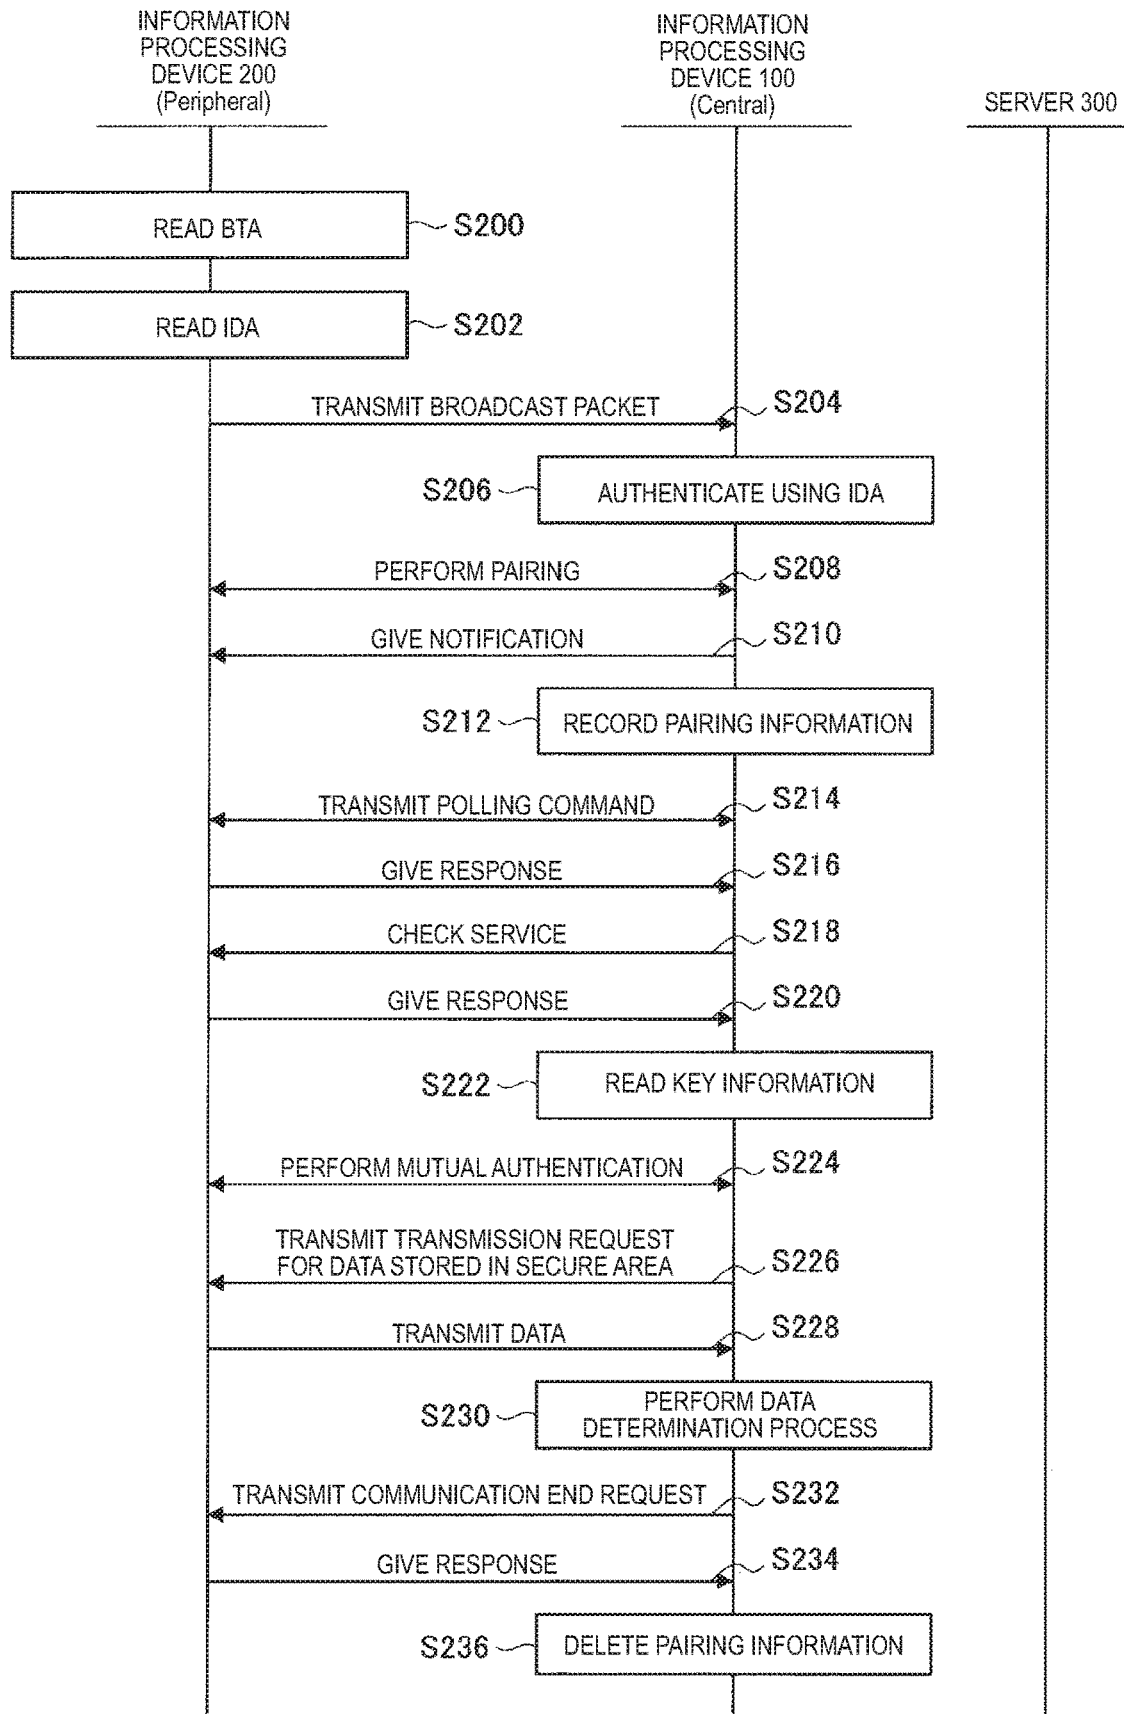 INFORMATION
PROCESSING
DEVICE 200
(Peripheral)
INFORMATION
PROCESSING
DEVICE 100
(Central)
SERVER 300
READ BTA
S200
READ IDA
S202
TRANSMIT BROADCAST PACKET
S204
S206
AUTHENTICATE USING IDA
PERFORM PAIRING
S208
GIVE NOTIFICATION
S210
S212
RECORD PAIRING INFORMATION
TRANSMIT POLLING COMMAND
S214
GIVE RESPONSE
S216
CHECK SERVICE
S218
GIVE RESPONSE
S220
S222
READ KEY INFORMATION
PERFORM MUTUAL AUTHENTICATION
S224
TRANSMIT TRANSMISSION REQUEST
FOR DATA STORED IN SECURE AREA
S226
TRANSMIT DATA
S228
S230
PERFORM DATA
DETERMINATION PROCESS
TRANSMIT COMMUNICATION END REQUEST
S232
GIVE RESPONSE
S234
S236
DELETE PAIRING INFORMATION